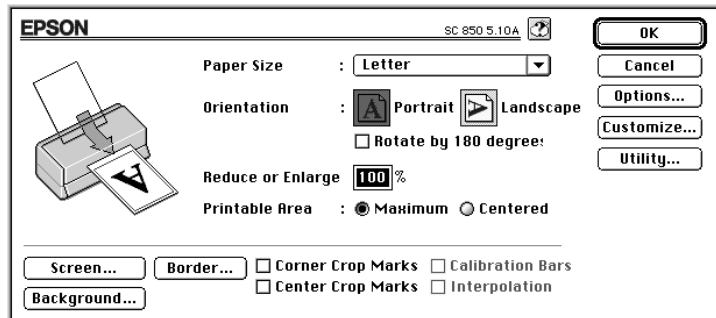 EPSON SC 850 5.10A OK
Paper Size : Letter Cancel
Orientation : A Portrait A Landscape Options...
Rotate by 180 degrees Customize...
Utility...
Reduce or Enlarge 100 %
Printable Area : Maximum Centered
Screen... Border... Corner Crop Marks Calibration Bars
Background... Center Crop Marks Interpolation
A